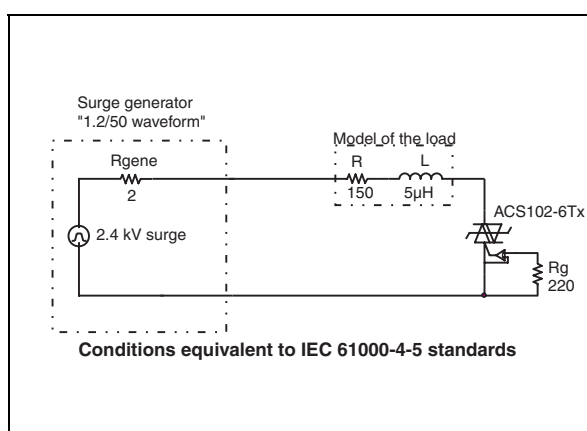 Surge generator
"1.2/50 waveform"
Model of the load
Rgene
R
L
2
150
5µH
ACS102-6Tx
2.4 kV surge
Rg
220
Conditions equivalent to IEC 61000-4-5 standards